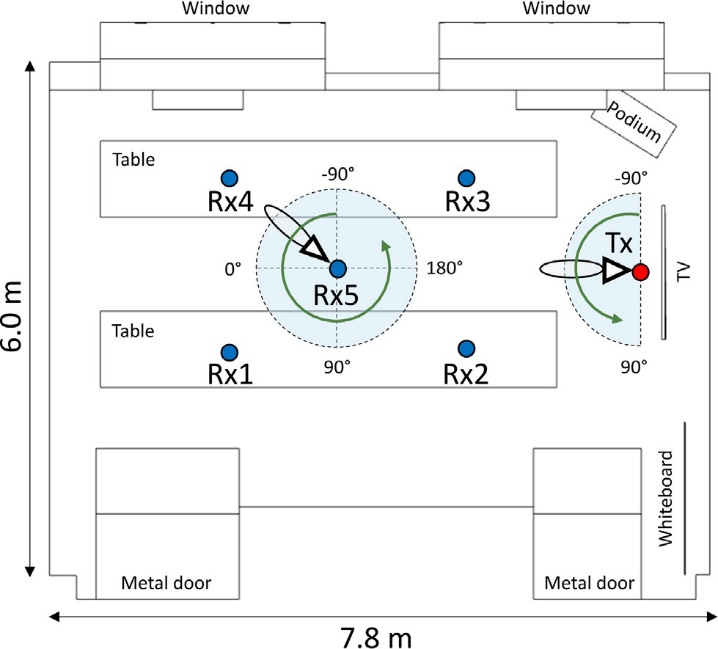 Window
Window
Podium
Table
Rx4
Rx3
-90°
-90°
Tx
0°
180°
Rx5
TV
6.0 m
Table
Rx1
Rx2
90°
90°
Whiteboard
Metal door
Metal door
7.8 m